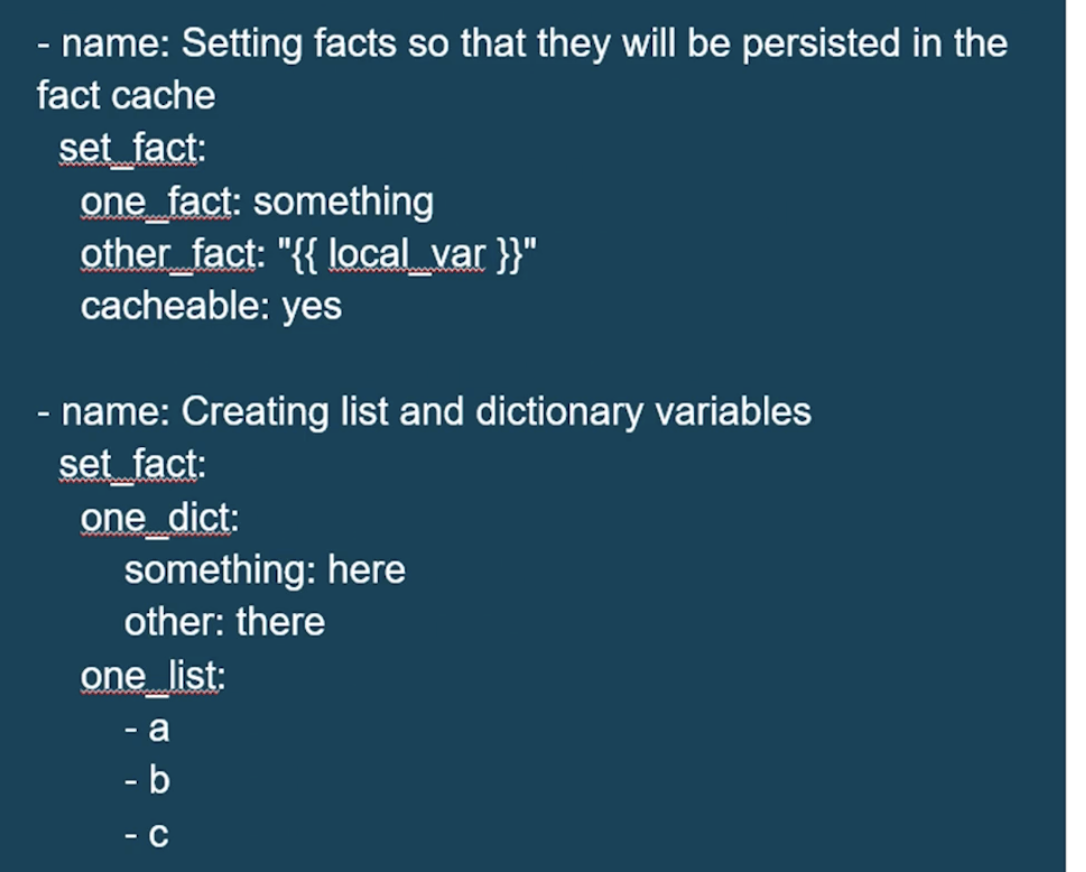 - name: Setting facts so that they will be persisted in the
fact cache
set_fact:
one_fact: something
other_fact: "{{ local_var }}"
cacheable: yes
- name: Creating list and dictionary variables
set_fact:
one_dict:
something: here
other: there
one_list:
- a
- b
- c